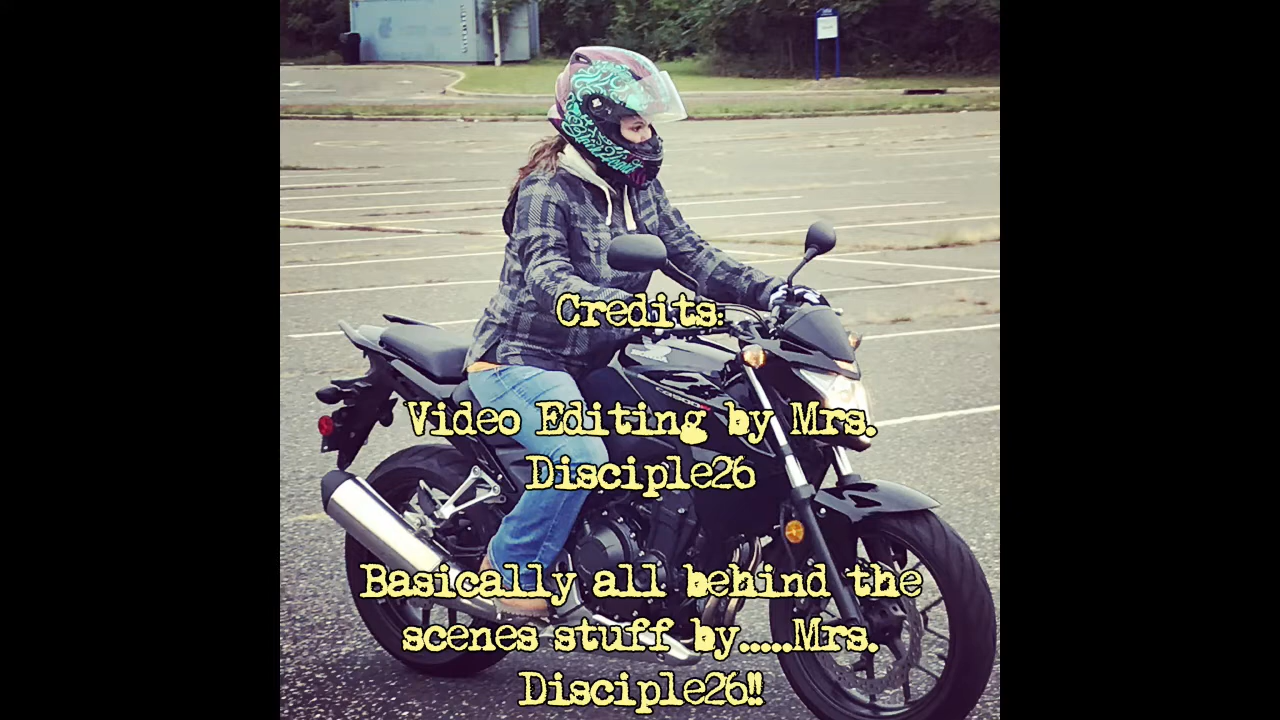 Credits:
Video Editing by Mrs.
Disciple26
Basically all behind the
scenes stuff by.....Mrs.
Disciple26!!